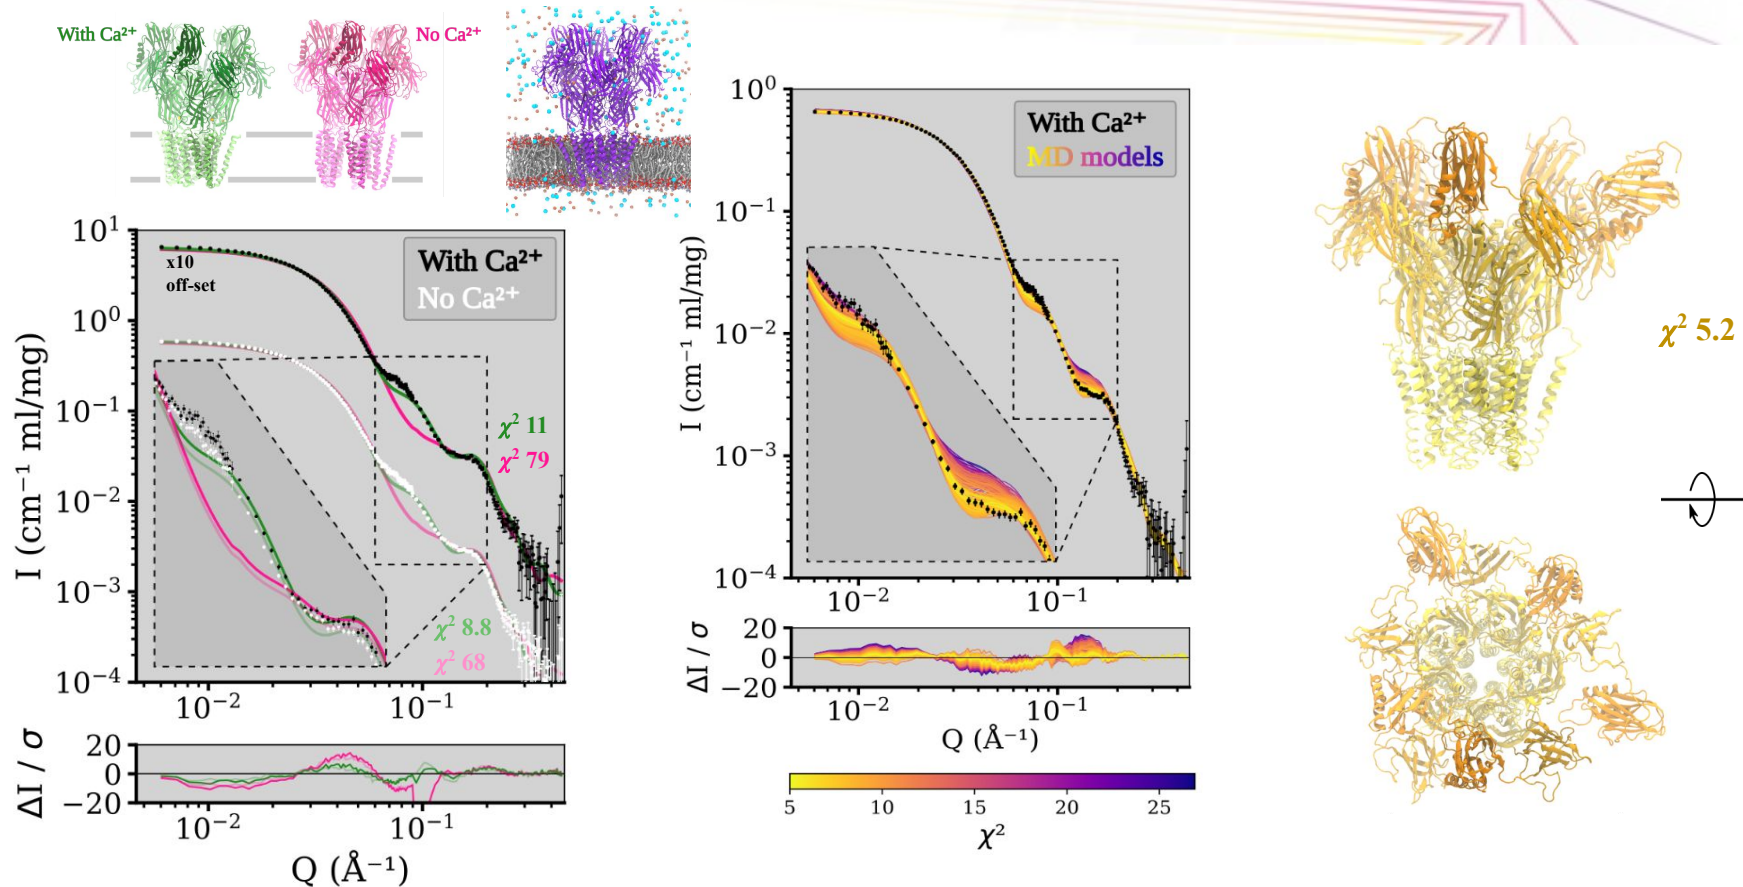 With Ca²⁺
No Ca²⁺
10¹
10⁰
10⁻¹
10⁻²
10⁻³
10⁻⁴
I (cm⁻¹ ml/mg)
x10
off-set
With Ca²⁺
No Ca²⁺
χ² 11
χ² 79
χ² 8.8
χ² 68
10⁻²
10⁻¹
20
0
−20
ΔI / σ
10⁻²
10⁻¹
Q (Å⁻¹)
10⁰
10⁻¹
10⁻²
10⁻³
10⁻⁴
I (cm⁻¹ ml/mg)
With Ca²⁺
MD models
10⁻²
10⁻¹
20
0
−20
ΔI / σ
10⁻²
10⁻¹
Q (Å⁻¹)
5
10
15
20
25
χ²
χ² 5.2